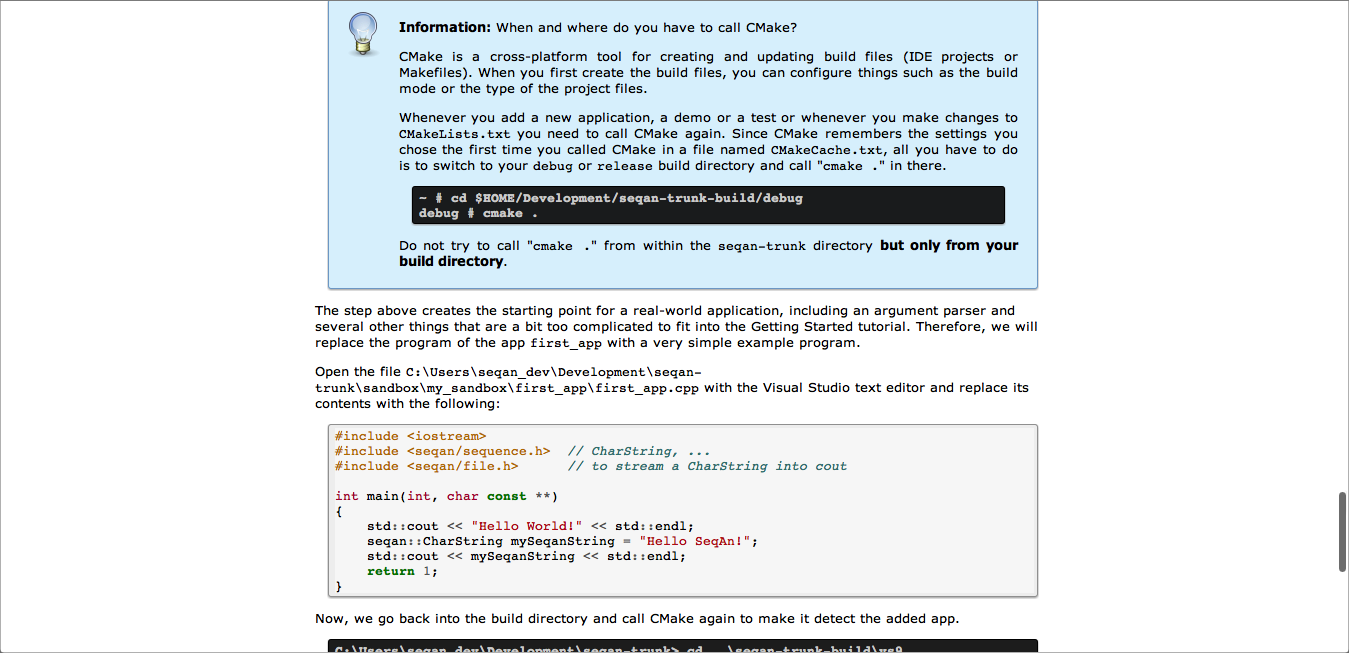 Information: When and where do you have to call CMake?
CMake is a cross-platform tool for creating and updating build files (IDE projects or
Makefiles). When you first create the build files, you can configure things such as the build
mode or the type of the project files.
Whenever you add a new application, a demo or a test or whenever you make changes to
CMakeLists.txt you need to call CMake again. Since CMake remembers the settings you
chose the first time you called CMake in a file named CMakeCache.txt, all you have to do
is to switch to your debug or release build directory and call "cmake ." in there.
~ # cd $HOME/Development/seqan-trunk-build/debug
debug # cmake .
Do not try to call "cmake ." from within the seqan-trunk directory but only from your
build directory.
The step above creates the starting point for a real-world application, including an argument parser and
several other things that are a bit too complicated to fit into the Getting Started tutorial. Therefore, we will
replace the program of the app first_app with a very simple example program.
Open the file C:\Users\seqan_dev\Development\seqan-
trunk\sandbox\my_sandbox\first_app\first_app.cpp with the Visual Studio text editor and replace its
contents with the following:
#include <iostream>
#include <seqan/sequence.h>  // CharString, ...
#include <seqan/file.h>      // to stream a CharString into cout
int main(int, char const **)
{
    std::cout << "Hello World!" << std::endl;
    seqan::CharString mySeqanString = "Hello SeqAn!";
    std::cout << mySeqanString << std::endl;
    return 1;
}
Now, we go back into the build directory and call CMake again to make it detect the added app.
C:\Users\seqan_dev\Development\seqan-trunk> cd ..\seqan-trunk-build\vs9